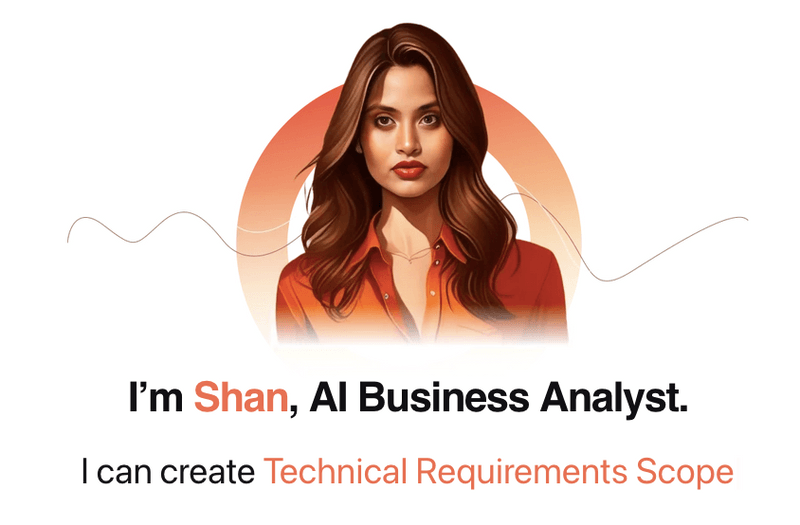 I’m Shan, AI Business Analyst.
I can create Technical Requirements Scope